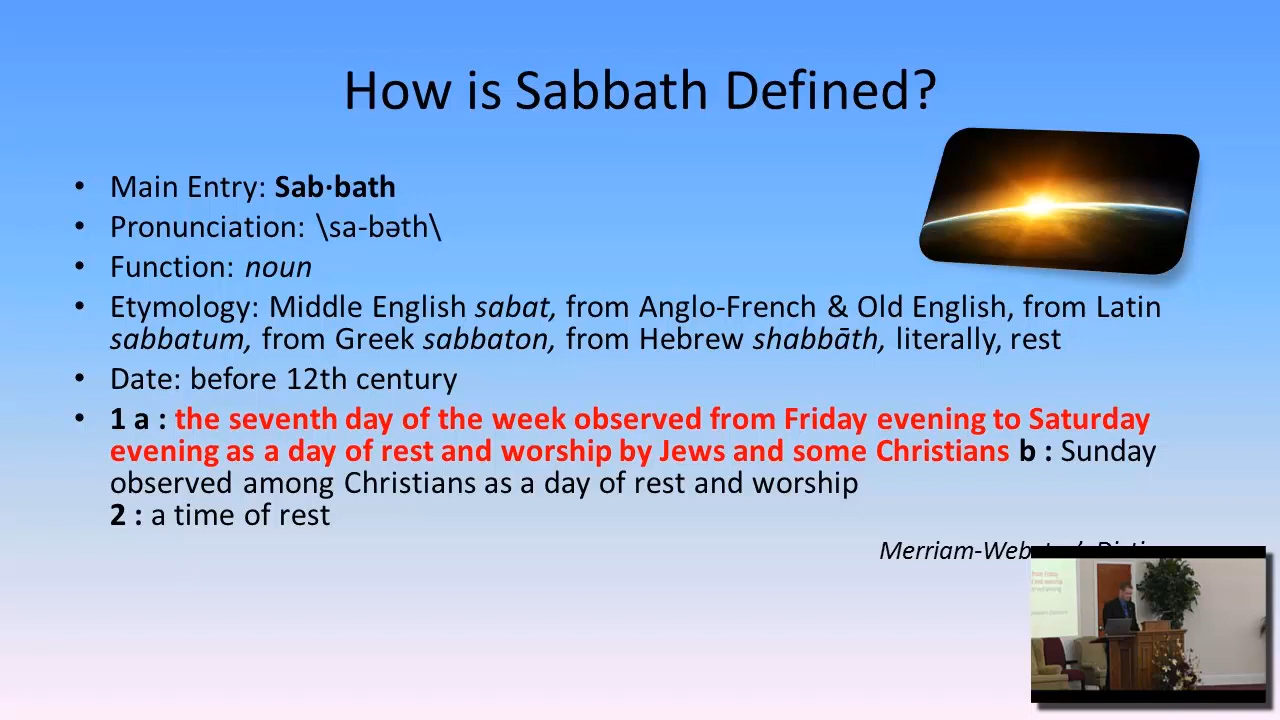 How is Sabbath Defined?
• Main Entry: Sab·bath
• Pronunciation: \sa-bəth\
• Function: noun
• Etymology: Middle English sabat, from Anglo-French & Old English, from Latin
sabbatum, from Greek sabbaton, from Hebrew shabbāth, literally, rest
• Date: before 12th century
• 1 a : the seventh day of the week observed from Friday evening to Saturday
evening as a day of rest and worship by Jews and some Christians b : Sunday
observed among Christians as a day of rest and worship
2 : a time of rest